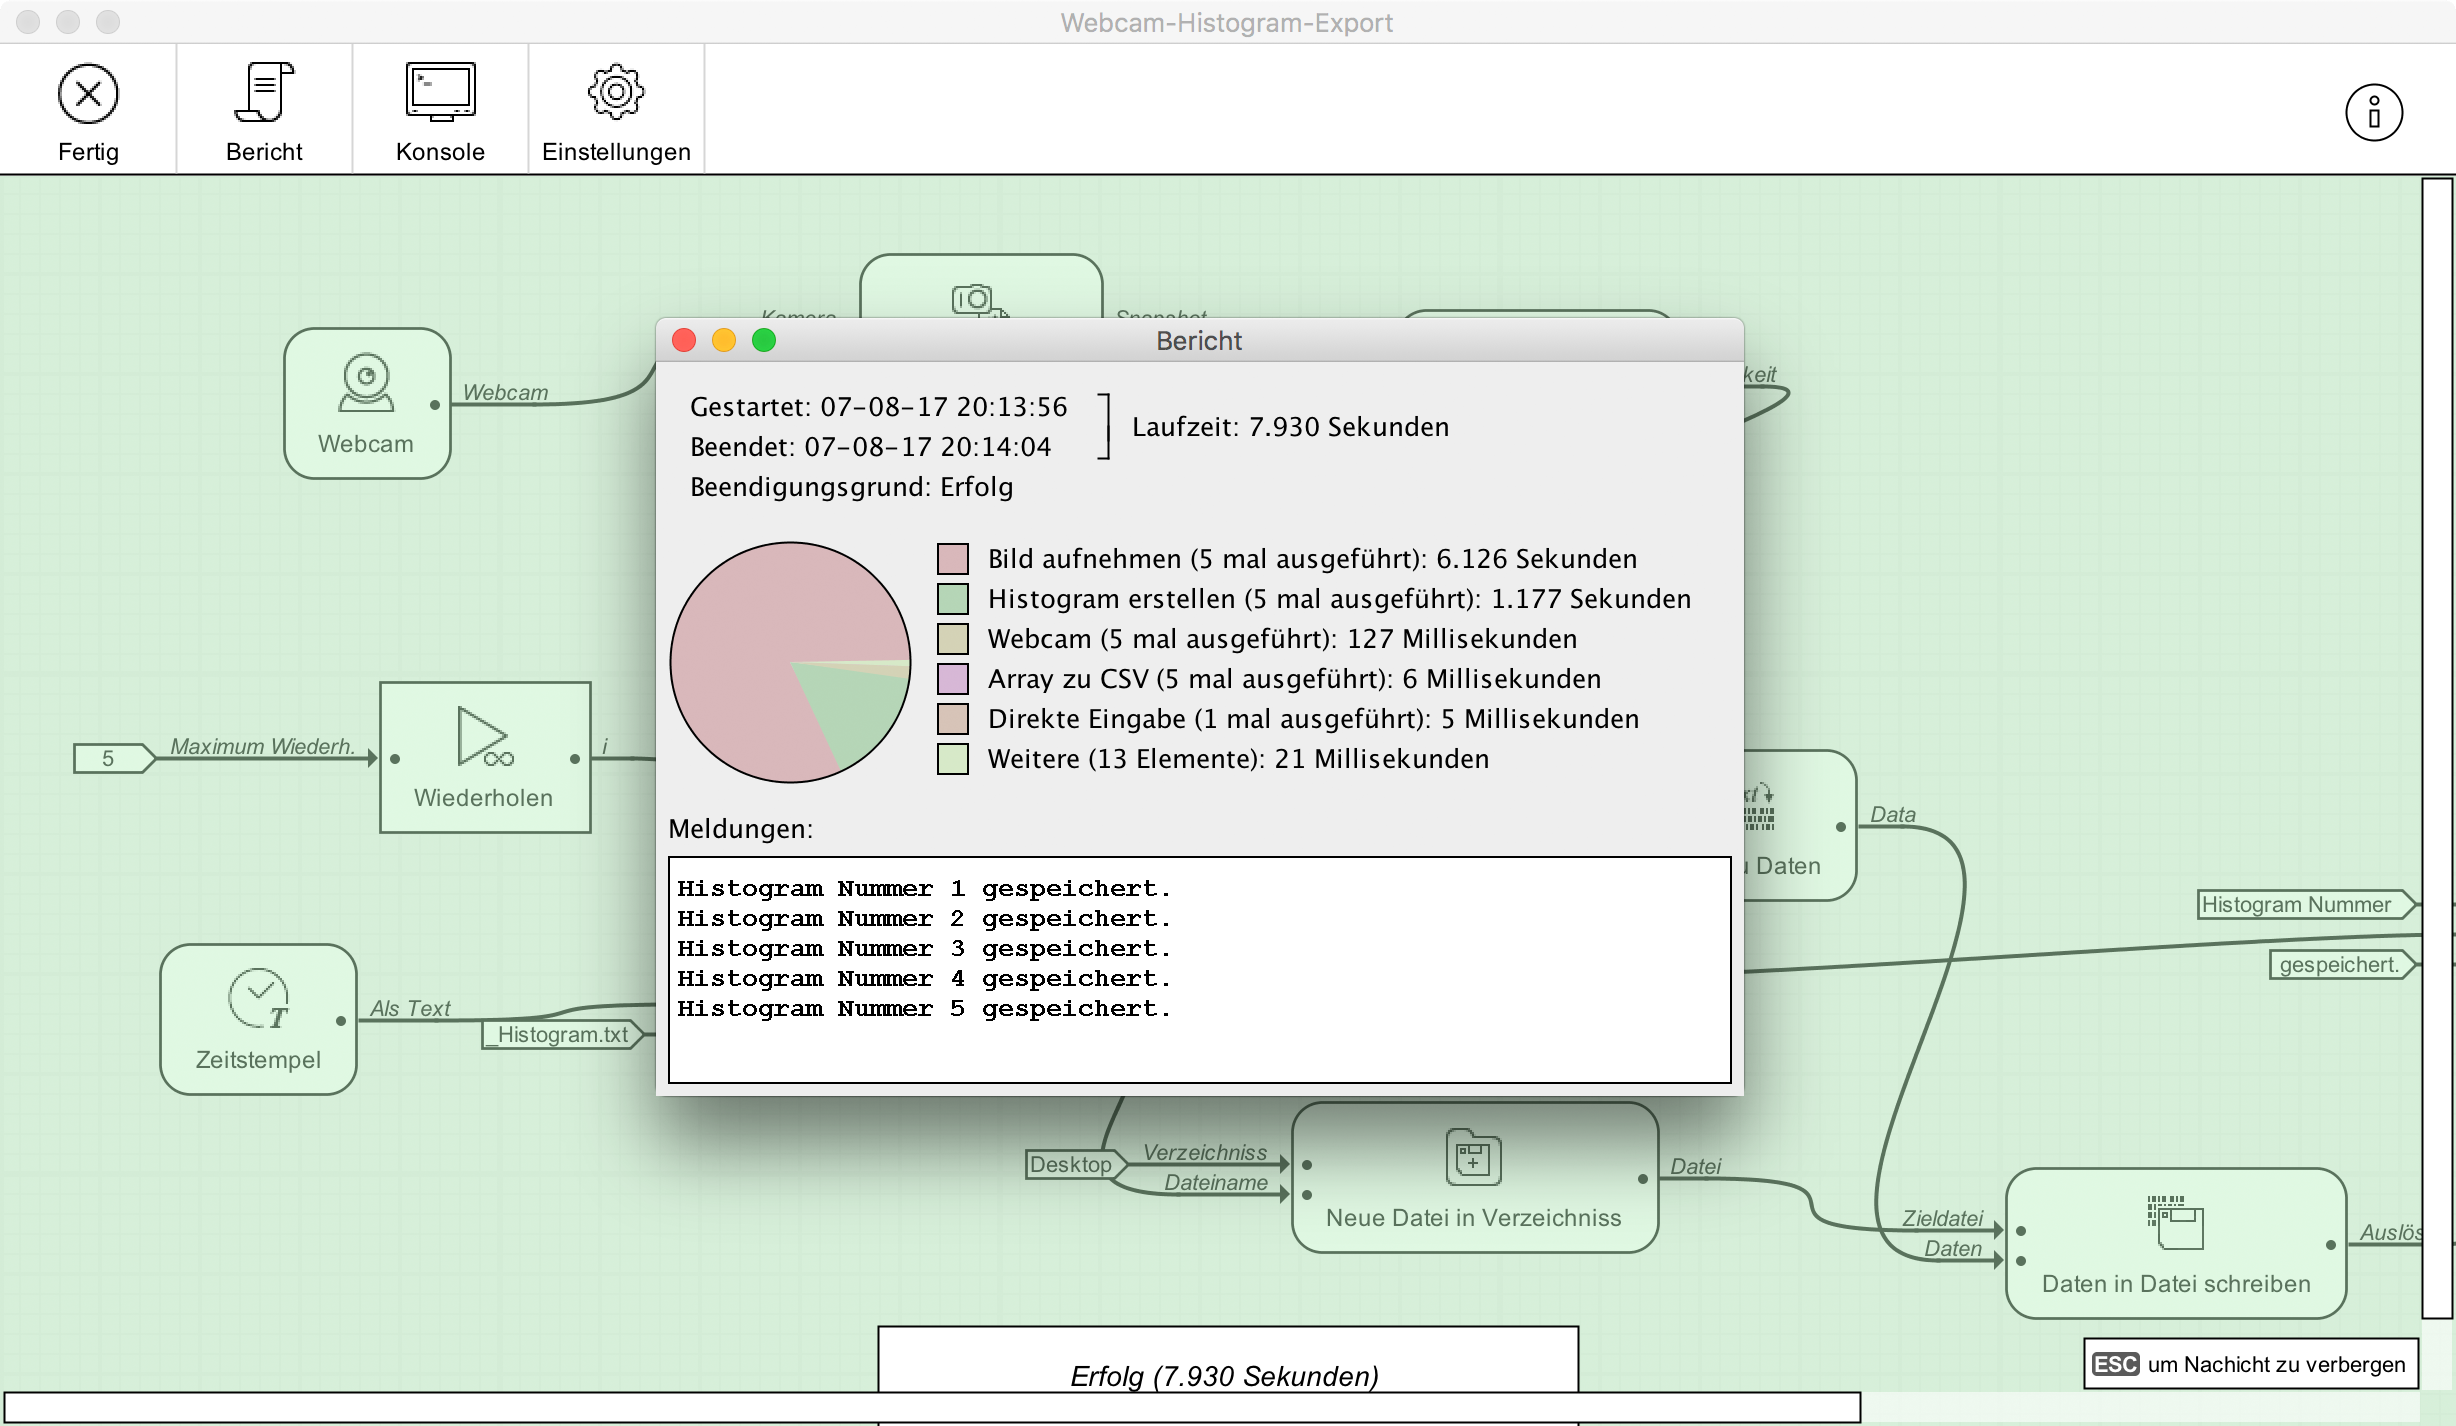 Webcam-Histogram-Export
Fertig
Bericht
Konsole
Einstellungen
Webcam
Webcam
Bericht
Gestartet: 07-08-17 20:13:56
Beendet: 07-08-17 20:14:04
Laufzeit: 7.930 Sekunden
Beendigungsgrund: Erfolg
Bild aufnehmen (5 mal ausgeführt): 6.126 Sekunden
Histogram erstellen (5 mal ausgeführt): 1.177 Sekunden
Webcam (5 mal ausgeführt): 127 Millisekunden
Array zu CSV (5 mal ausgeführt): 6 Millisekunden
Direkte Eingabe (1 mal ausgeführt): 5 Millisekunden
Weitere (13 Elemente): 21 Millisekunden
Meldungen:
Histogram Nummer 1 gespeichert.
Histogram Nummer 2 gespeichert.
Histogram Nummer 3 gespeichert.
Histogram Nummer 4 gespeichert.
Histogram Nummer 5 gespeichert.
keit
5
Maximum Wiederh.
i
Wiederholen
Data
u Daten
Histogram Nummer
gespeichert.
Als Text
_Histogram.txt
Zeitstempel
Desktop
Verzeichniss
Dateiname
Neue Datei in Verzeichniss
Datei
Zieldatei
Daten
Daten in Datei schreiben
Auslös
Erfolg (7.930 Sekunden)
ESC um Nachicht zu verbergen